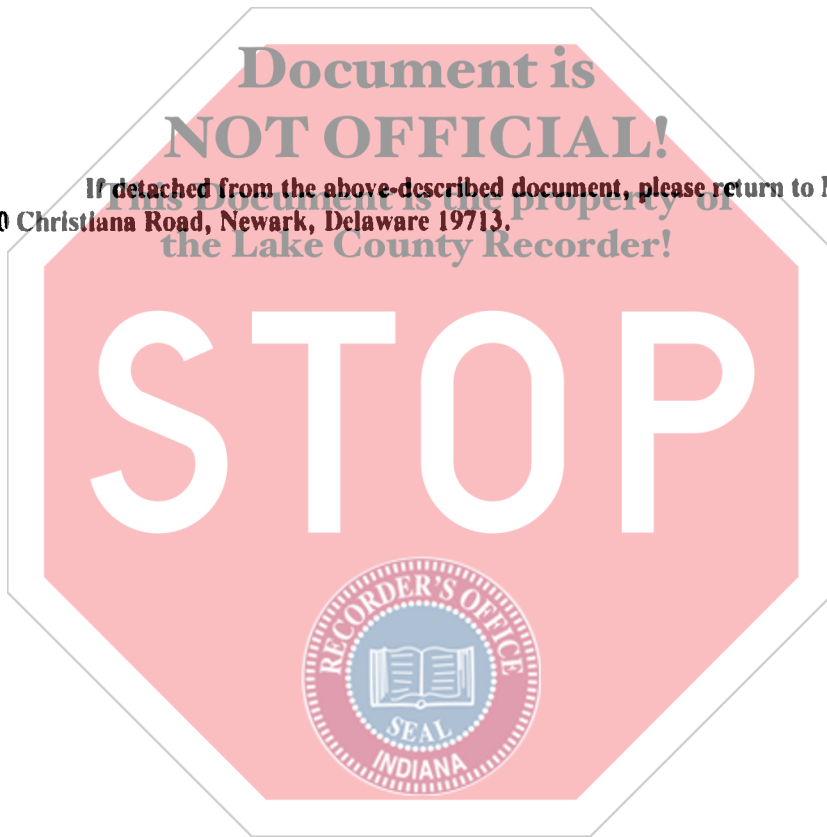 Document is
NOT OFFICIAL!
If detached from the above-described document, please return to
This Document is the property of
0 Christiana Road, Newark, Delaware 19713.
the Lake County Recorder!
STOP
RECORDER'S OFFICE
SEAL
INDIANA